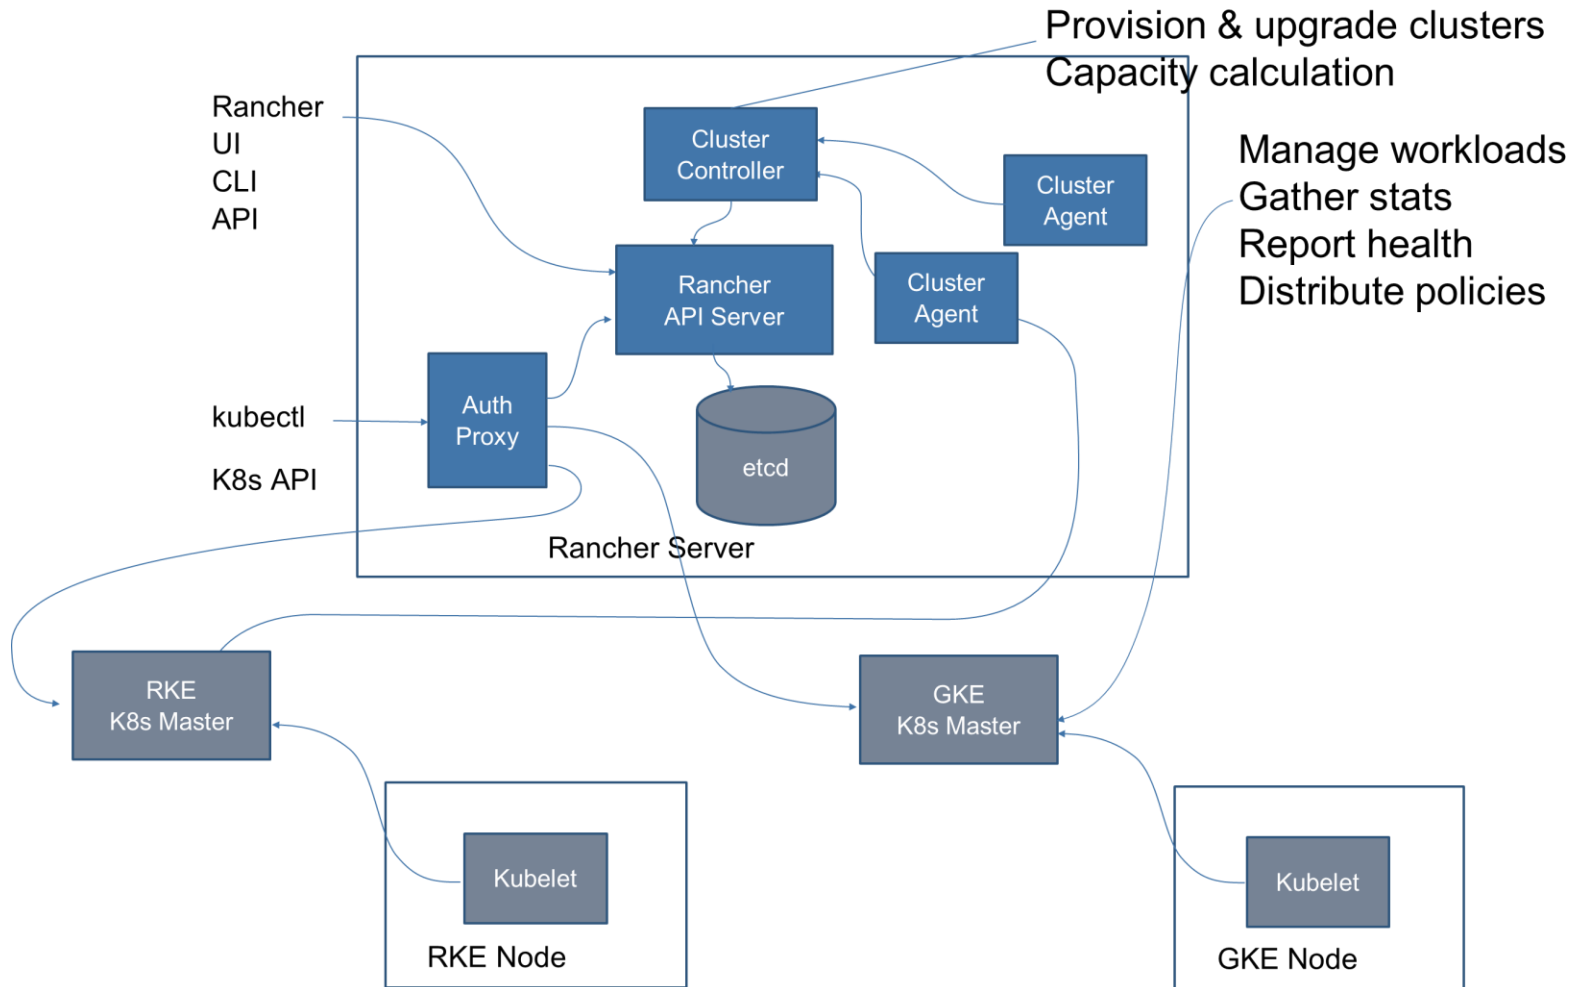 Provision & upgrade clusters
Capacity calculation
Rancher
UI
CLI
API
Cluster
Controller
Cluster
Agent
Manage workloads
Gather stats
Report health
Distribute policies
Rancher
API Server
Cluster
Agent
kubectl
K8s API
Auth
Proxy
etcd
Rancher Server
RKE
K8s Master
GKE
K8s Master
Kubelet
RKE Node
Kubelet
GKE Node